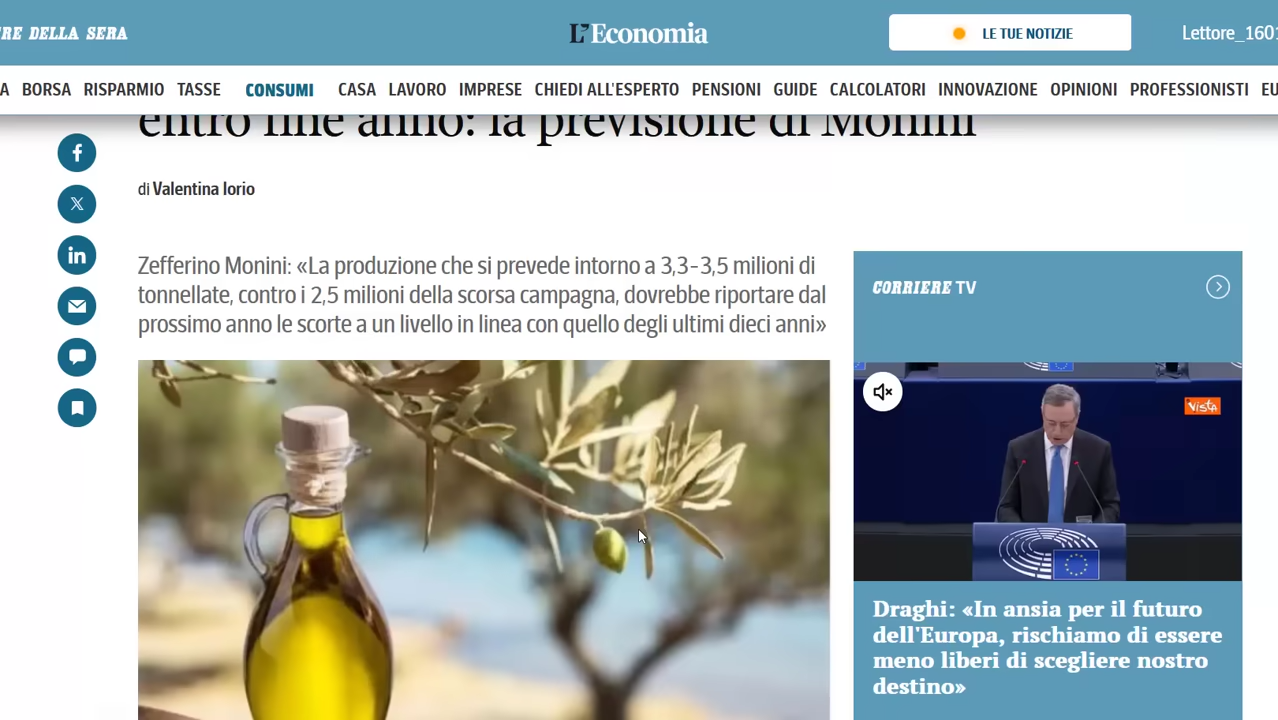 RE DELLA SERA
L'Economia
LE TUE NOTIZIE
Lettore_1601
A BORSA RISPARMIO TASSE CONSUMI CASA LAVORO IMPRESE CHIEDI ALL'ESPERTO PENSIONI GUIDE CALCOLATORI INNOVAZIONE OPINIONI PROFESSIONISTI EU
entro fine anno: la previsione di Monini
di Valentina Iorio
Zefferino Monini: «La produzione che si prevede intorno a 3,3-3,5 milioni di
tonnellate, contro i 2,5 milioni della scorsa campagna, dovrebbe riportare dal
prossimo anno le scorte a un livello in linea con quello degli ultimi dieci anni»
CORRIERE TV
vista
Draghi: «In ansia per il futuro
dell'Europa, rischiamo di essere
meno liberi di scegliere nostro
destino»